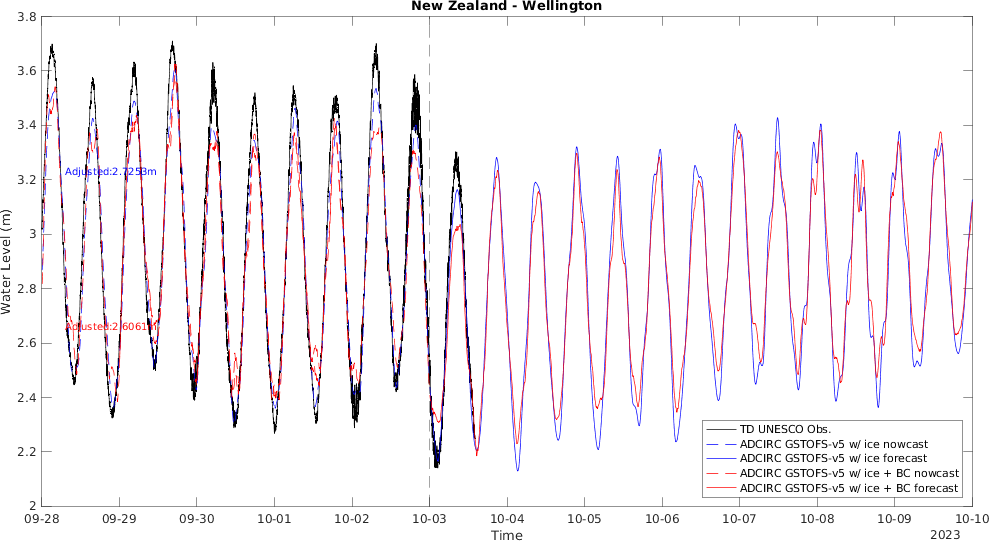 New Zealand - Wellington
3.8
3.6
3.4
3.2
3
2.8
2.6
2.4
2.2
2
Water Level (m)
Adjusted:2.7253m
Adjusted:2.6061m
TD UNESCO Obs.
ADCIRC GSTOFS-v5 w/ ice nowcast
ADCIRC GSTOFS-v5 w/ ice forecast
ADCIRC GSTOFS-v5 w/ ice + BC nowcast
ADCIRC GSTOFS-v5 w/ ice + BC forecast
09-28 09-29 09-30 10-01 10-02 10-03 10-04 10-05 10-06 10-07 10-08 10-09 10-10
Time
2023